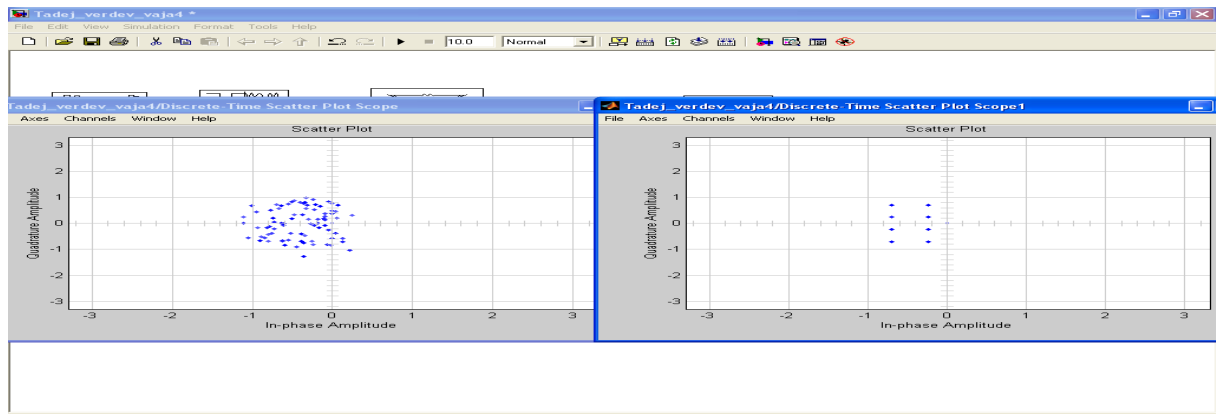 Tadej_verdev_vaja4 *
File Edit View Simulation Format Tools Help
10.0 Normal
Tadej_verdev_vaja4/Discrete-Time Scatter Plot Scope
Axes Channels Window Help
Scatter Plot
3
2
1
0
-1
-2
-3
Quadrature Amplitude
-3 -2 -1 0 1 2 3
In-phase Amplitude
Tadej_verdev_vaja4/Discrete-Time Scatter Plot Scope1
File Axes Channels Window Help
Scatter Plot
3
2
1
0
-1
-2
-3
Quadrature Amplitude
-3 -2 -1 0 1 2 3
In-phase Amplitude